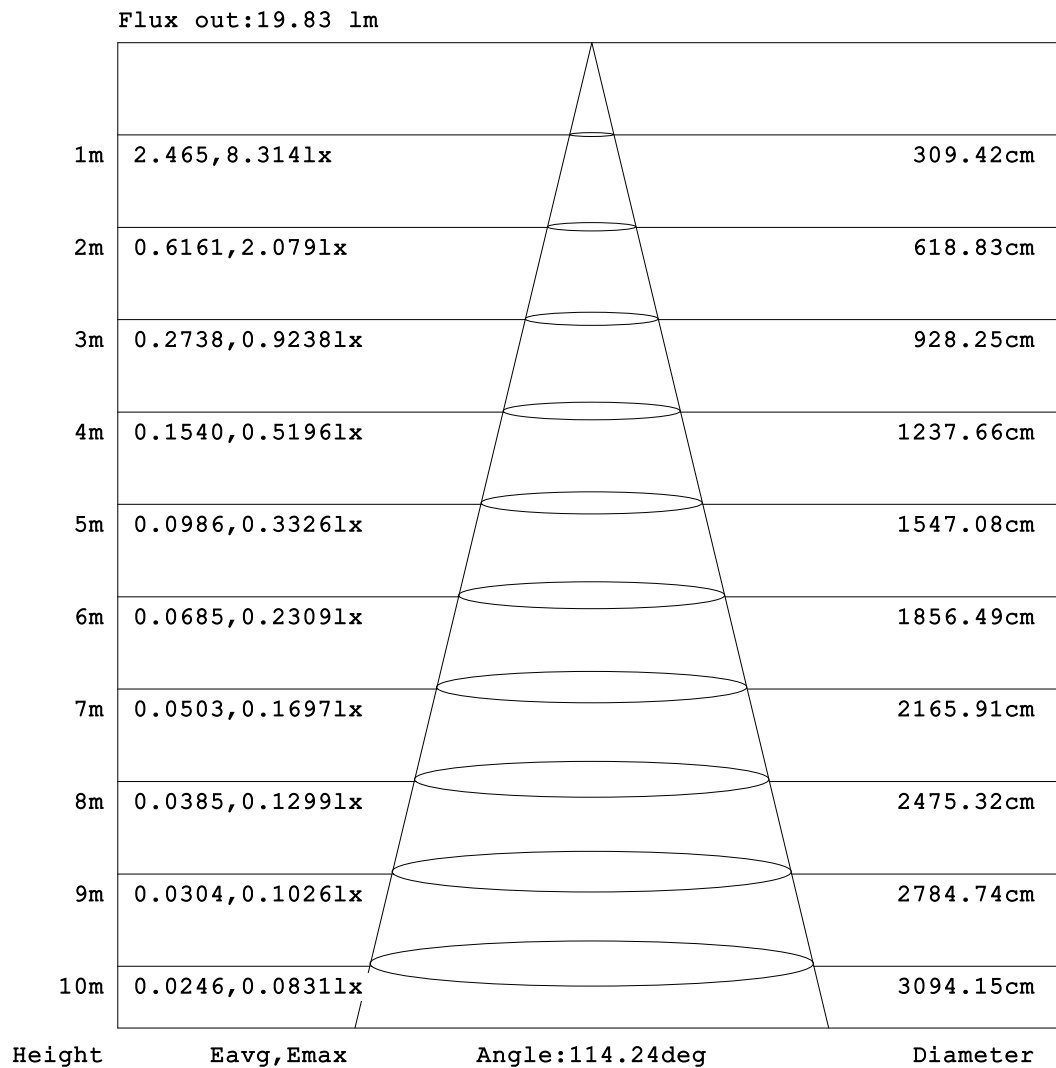 Flux out:19.83 lm
1m 2.465,8.314lx 309.42cm
2m 0.6161,2.079lx 618.83cm
3m 0.2738,0.9238lx 928.25cm
4m 0.1540,0.5196lx 1237.66cm
5m 0.0986,0.3326lx 1547.08cm
6m 0.0685,0.2309lx 1856.49cm
7m 0.0503,0.1697lx 2165.91cm
8m 0.0385,0.1299lx 2475.32cm
9m 0.0304,0.1026lx 2784.74cm
10m 0.0246,0.0831lx 3094.15cm
Height Eavg,Emax Angle:114.24deg Diameter